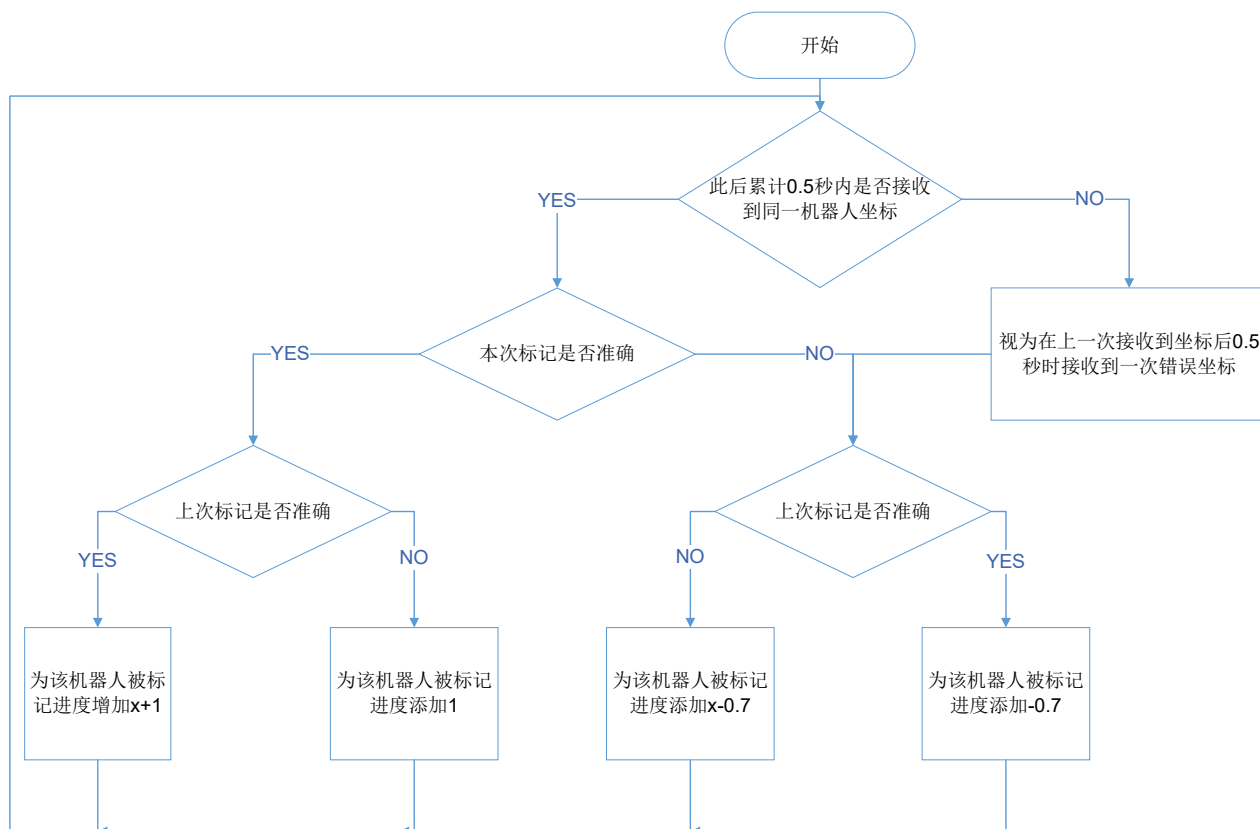 开始
此后累计0.5秒内是否接收
到同一机器人坐标
YES
NO
本次标记是否准确
视为在上一次接收到坐标后0.5
秒时接收到一次错误坐标
YES
NO
上次标记是否准确
上次标记是否准确
YES
NO
NO
YES
为该机器人被标
记进度增加x+1
为该机器人被标记
进度添加1
为该机器人被标记
进度添加x-0.7
为该机器人被标记
进度添加-0.7